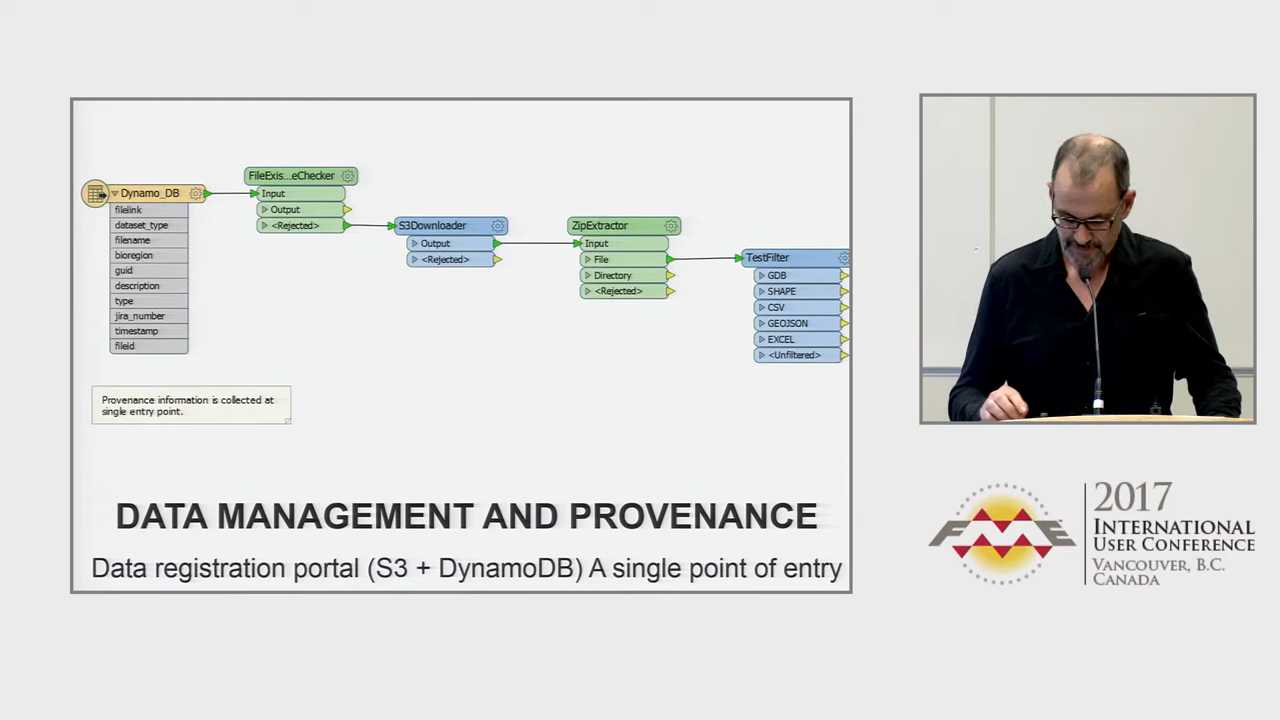 FileExis...eChecker
Dynamo_DB
Input
filelink
Output
dataset_type
<Rejected>
S3Downloader
ZipExtractor
filename
Output
Input
bioregion
<Rejected>
File
TestFilter
guid
Directory
GDB
description
<Rejected>
SHAPE
type
CSV
jira_number
GEOJSON
timestamp
EXCEL
fileid
<Unfiltered>
Provenance information is collected at
single entry point.
DATA MANAGEMENT AND PROVENANCE
Data registration portal (S3 + DynamoDB) A single point of entry
FME
2017
INTERNATIONAL
USER CONFERENCE
VANCOUVER, B.C.
CANADA